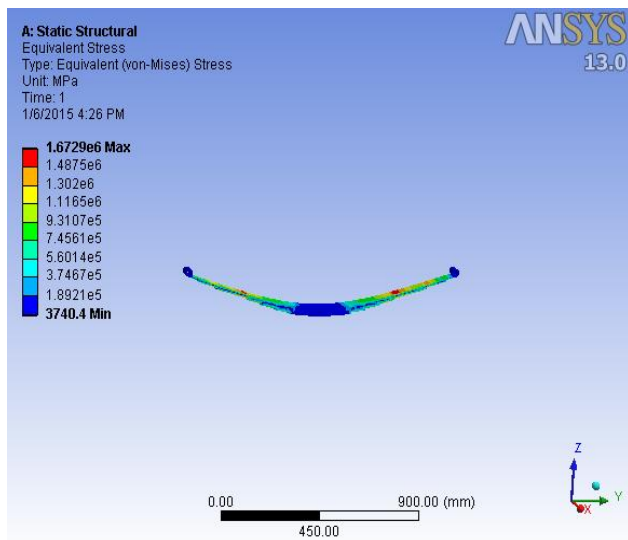 A: Static Structural
Equivalent Stress
Type: Equivalent (von-Mises) Stress
Unit: MPa
Time: 1
1/6/2015 4:26 PM
ANSYS
13.0
1.6729e6 Max
1.4875e6
1.302e6
1.1165e6
9.3107e5
7.4561e5
5.6014e5
3.7467e5
1.8921e5
3740.4 Min
Z
Y
X
0.00 900.00 (mm)
450.00